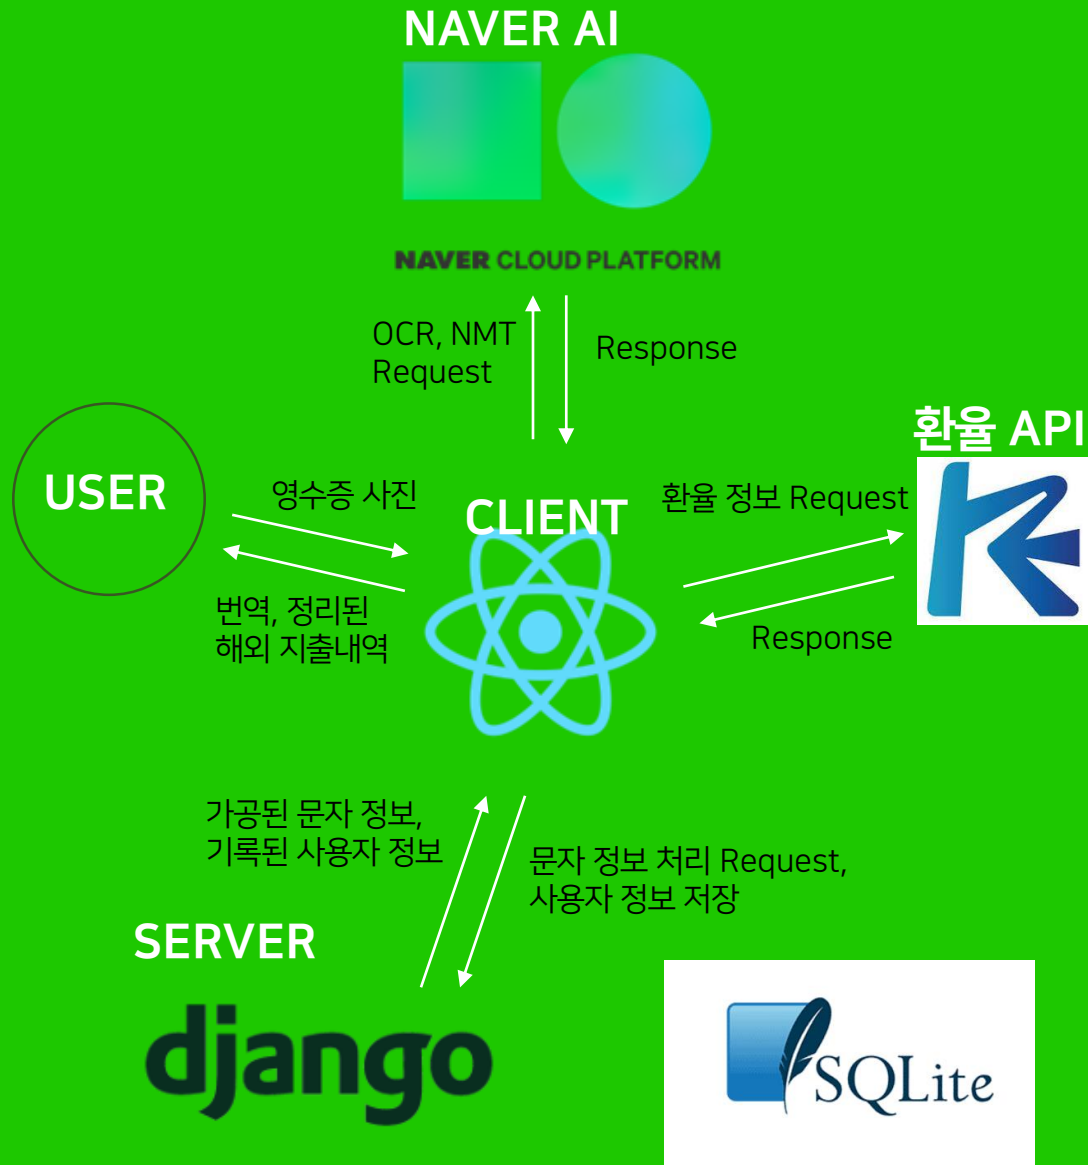 NAVER AI
NAVER CLOUD PLATFORM
OCR, NMT
Request
Response
환율 API
USER
영수증 사진
CLIENT
환율 정보 Request
번역, 정리된
해외 지출내역
Response
가공된 문자 정보,
기록된 사용자 정보
문자 정보 처리 Request,
사용자 정보 저장
SERVER
django
SQLite